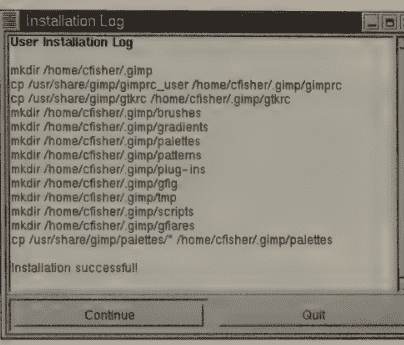 Installation Log
User Installation Log
mkdir /home/cfisher/.gimp
cp /usr/share/gimp/gimprc_user /home/cfisher/.gimp/gimprc
cp /usr/share/gimp/gtkrc /home/cfisher/.gimp/gtkrc
mkdir /home/cfisher/.gimp/brushes
mkdir /home/cfisher/.gimp/gradients
mkdir /home/cfisher/.gimp/palettes
mkdir /home/cfisher/.gimp/patterns
mkdir /home/cfisher/.gimp/plug-ins
mkdir /home/cfisher/.gimp/gfig
mkdir /home/cfisher/.gimp/tmp
mkdir /home/cfisher/.gimp/scripts
mkdir /home/cfisher/.gimp/gflares
cp /usr/share/gimp/palettes/* /home/cfisher/.gimp/palettes
Installation successful!
Continue Quit